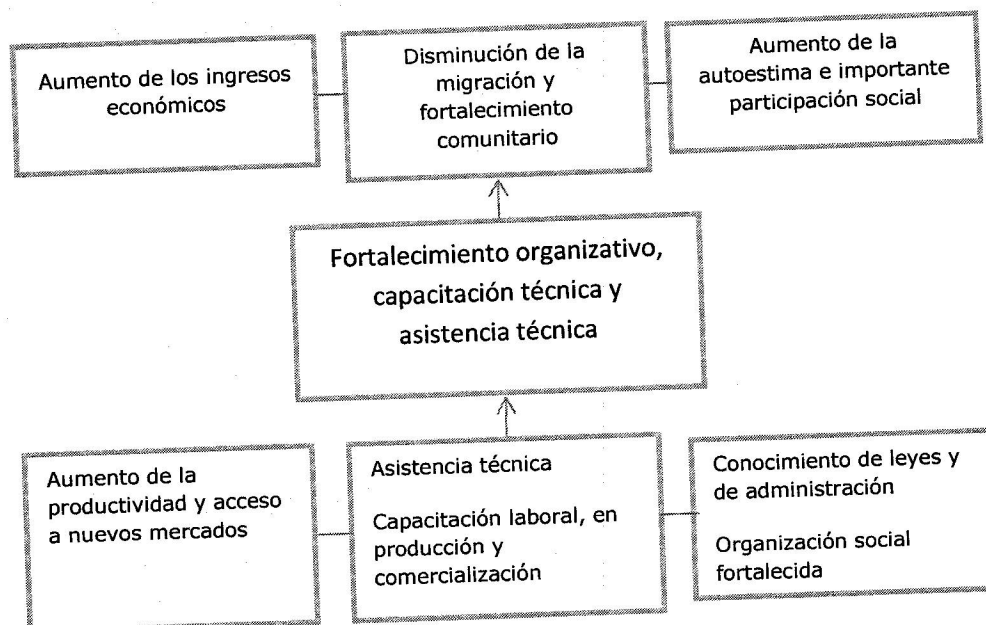 Aumento de los ingresos
económicos
Disminución de la
migración y
fortalecimiento
comunitario
Aumento de la
autoestima e importante
participación social
Fortalecimiento organizativo,
capacitación técnica y
asistencia técnica
Aumento de la
productividad y acceso
a nuevos mercados
Asistencia técnica
Capacitación laboral, en
producción y
comercialización
Conocimiento de leyes y
de administración
Organización social
fortalecida